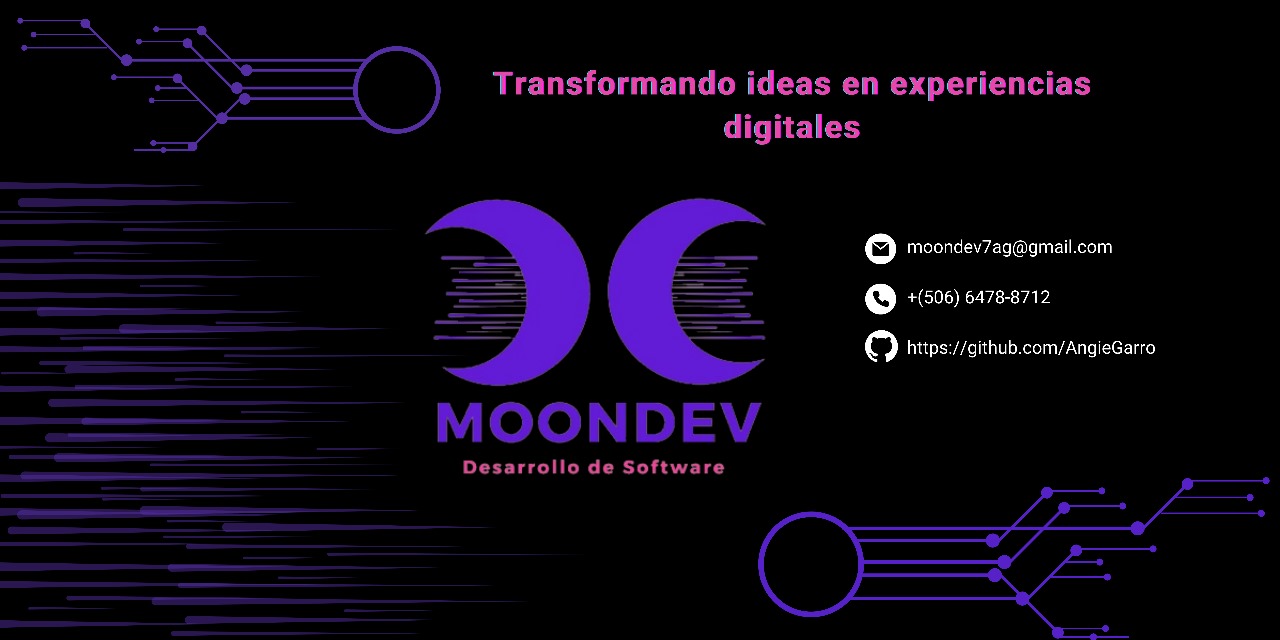 Transformando ideas en experiencias
digitales
moondev7ag@gmail.com
+(506) 6478-8712
https://github.com/AngieGarro
MOONDEV
Desarrollo de Software